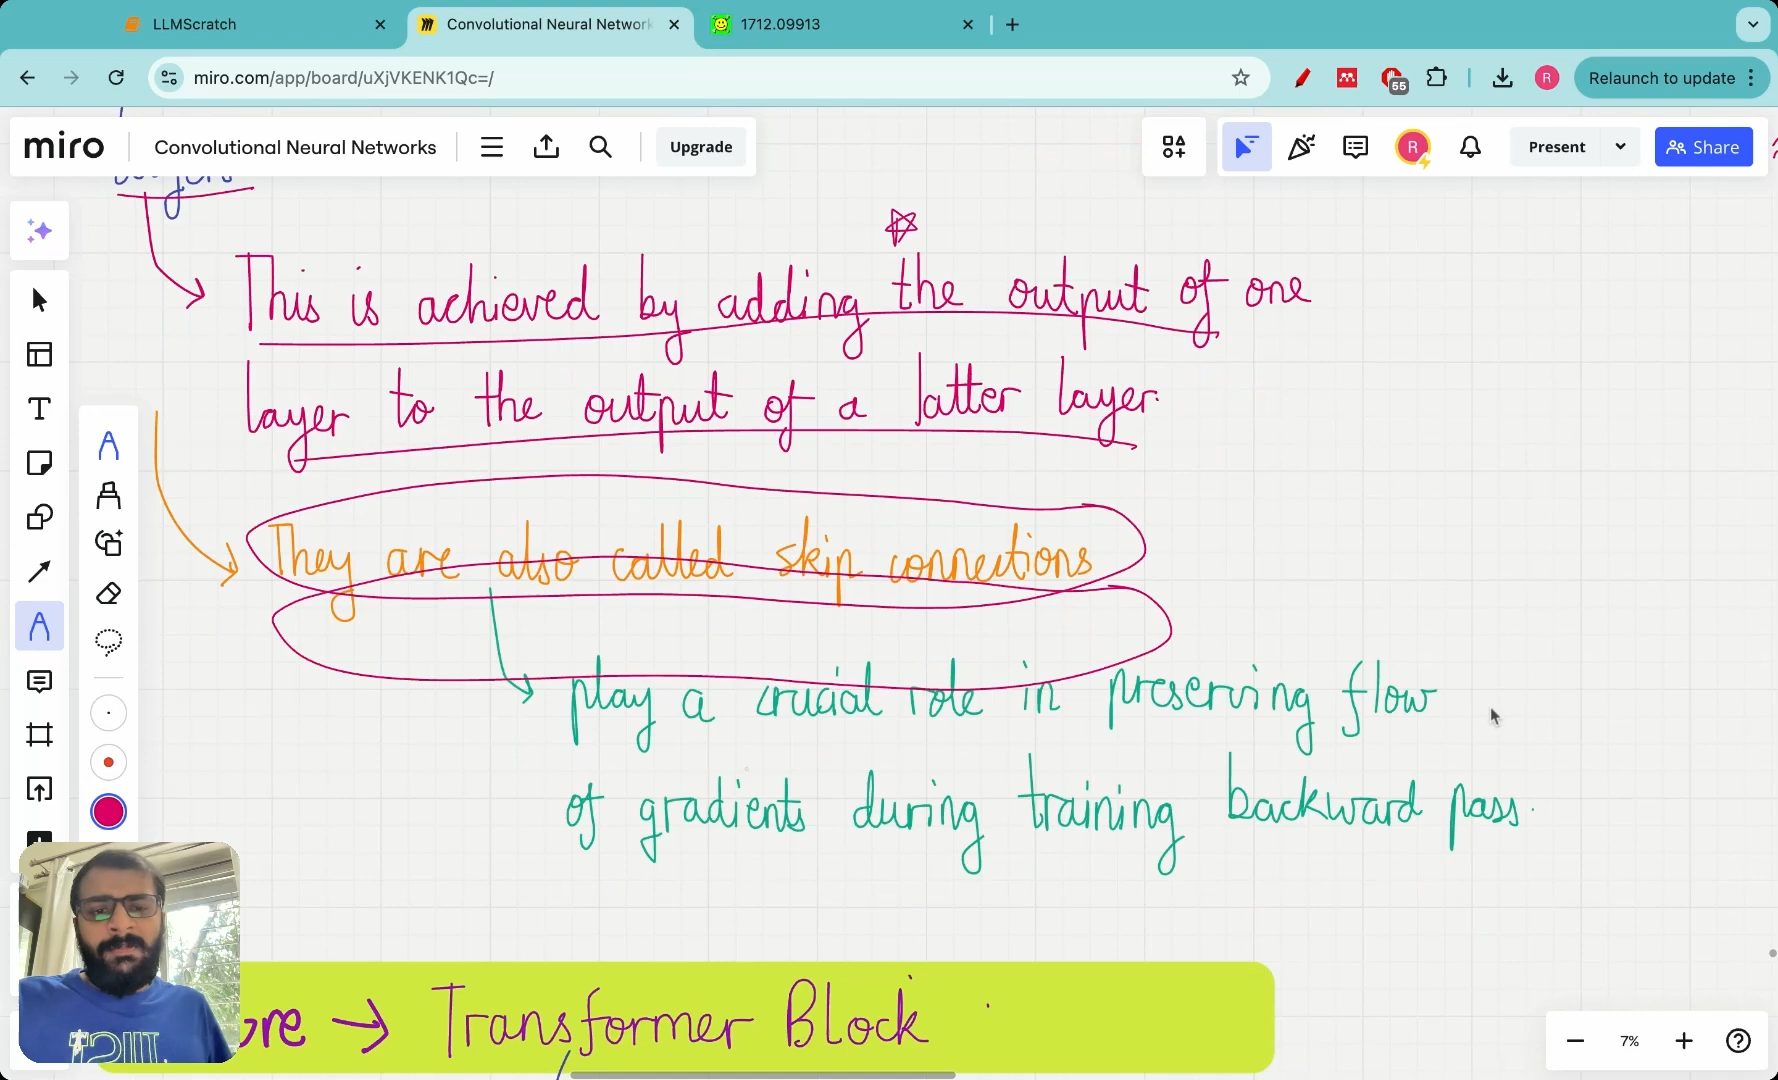 LLMScratch
Convolutional Neural Network
1712.09913
miro.com/app/board/uXjVKENK1Qc=/
55
R
Relaunch to update
miro
Convolutional Neural Networks
Upgrade
R
Present
Share
This is achieved by adding the output of one
layer to the output of a latter layer.
They are also called skip connections
play a crucial role in preserving flow
of gradients during training backward pass.
Transformer Block
7%